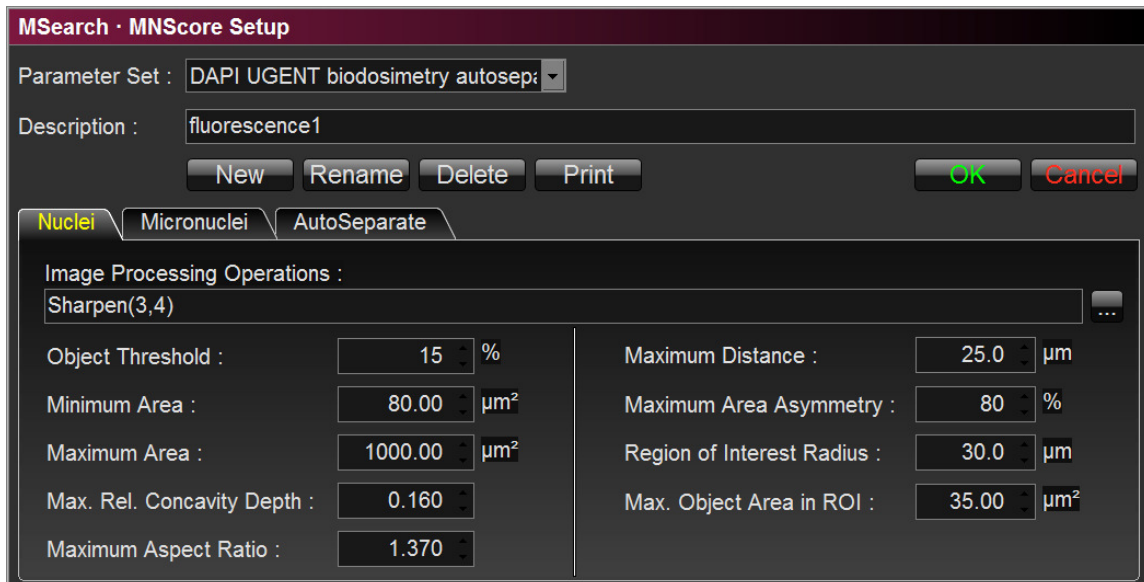 MSearch · MNScore Setup
Parameter Set : DAPI UGENT biodosimetry autosepa
Description : fluorescence1
New Rename Delete Print OK Cancel
Nuclei Micronuclei AutoSeparate
Image Processing Operations :
Sharpen(3,4) ...
Object Threshold : 15 %
Minimum Area : 80.00 µm²
Maximum Area : 1000.00 µm²
Max. Rel. Concavity Depth : 0.160
Maximum Aspect Ratio : 1.370
Maximum Distance : 25.0 µm
Maximum Area Asymmetry : 80 %
Region of Interest Radius : 30.0 µm
Max. Object Area in ROI : 35.00 µm²